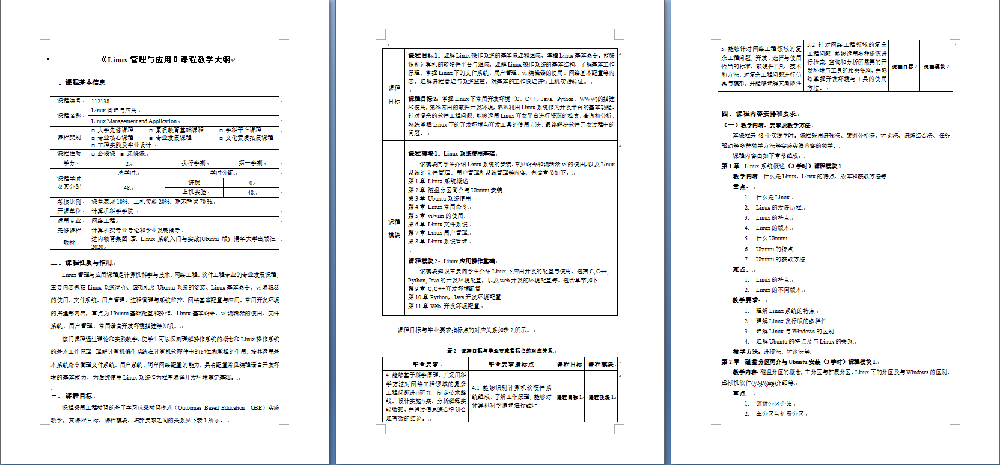 《Linux 管理与应用》课程教学大纲
一、课程基本信息
课程编号 112138
课程名称 Linux 管理与应用
Linux Management and Application
课程类别 □ 大学先修课程 □ 素质教育基础课程 □ 学科平台课程
□ 专业核心课程 ■ 专业发展课程 □ 文化素质拓展课程
□ 工程实践及毕业设计
课程性质 □ 必修课 ■ 选修课
学分 2 执行学期 第一学期
课程学时及其分配 总学时 学时分配
48 讲授 0
上机实验 48
考核比例 课堂表现 10%；上机实验 20%；期末考试 70 %
开课单位 计算机科学学院
适用专业 网络工程
先修课程 计算机类专业导论和学业发展指导
教材 达内教育集团 著. Linux 系统入门与实战(Ubuntu 版). 清华大学出版社,
2020.
二、课程性质与作用
Linux 管理与应用课程是计算机科学与技术、网络工程、软件工程专业的专业发展课程，
主要内容包括 Linux 系统简介、虚拟机及 Ubuntu 系统的安装、Linux 基本命令、vi 编辑器
的使用、文件系统、用户管理、进程管理与系统监控、网络基本配置与应用、常用开发环境
的搭建等内容，重点为 Ubuntu 基础配置和操作、Linux 基本命令、vi 编辑器的使用、文件
系统、用户管理、常用语言开发环境搭建等知识。
该门课程通过理论和实践教学，使学生可以深刻理解操作系统的概念和 Linux 操作系统
的基本工作原理，理解计算机操作系统在计算机软硬件中的地位和承担的作用，培养运用基
本系统命令管理文件系统、用户系统、简单网络配置的能力，具有配置常见编程语言开发环
境的基本能力，为后续使用 Linux 系统作为程序编译开发环境奠定基础。
三、课程目标
课程采用工程教育的基于学习成果教育模式（Outcomes Based Education，OBE）实施
教学，其课程目标、课程模块、培养要求之间的关系见下表 1 所示。
课程目标
课程目标 1：理解 Linux 操作系统的基本原理和组成，掌握 Linux 基本命令。能够
识别计算机的软硬件平台与组成，理解 Linux 操作系统的基本结构，了解基本工作
原理，掌握 Linux 下的文件系统、用户管理、vi 编辑器的使用、网络基本配置等内
容，理解进程管理与系统监控，对基本的工作原理进行上机实践验证。
课程目标 2：掌握 Linux 下常用开发环境（C、C++、Java、Python、WWW)的搭建
和使用，熟悉常用的软件开发环境，熟悉利用 Linux 系统作为开发平台的基本功能。
针对复杂的软件工程问题，能够运用 Linux 开发平台进行资源的检索、查询和分析，
熟练掌握 Linux 下的开发环境与开发工具的使用方法，最终解决软件开发过程中的
问题。
课程模块
课程模块 1：Linux 系统使用基础
该模块向学生介绍 Linux 系统的安装、常见命令和编辑器 vi 的使用，以及 Linux
系统的文件管理、用户管理和系统管理等内容，包含章节如下：
第 1 章 Linux 系统概述
第 2 章 磁盘分区简介与 Ubuntu 安装
第 3 章 Ubuntu 系统使用
第 4 章 Linux 常用命令
第 5 章 vi/vim 的使用
第 6 章 Linux 文件系统
第 7 章 Linux 用户管理
第 8 章 Linux 系统管理
课程模块 2：Linux 应用操作基础
该模块知识主要向学生介绍 Linux 下应用开发的配置与使用，包括 C, C++,
Python, Java 的开发环境配置，以及 web 开发的环境配置等。包含章节如下：
第 9 章 C, C++开发环境配置
第 10 章 Python，Java 开发环境配置
第 11 章 Web 开发环境配置
课程目标与毕业要求指标点的对应关系如表 2 所示。
表 2 课程目标与毕业要求指标点的对应关系
毕业要求 毕业要求指标点 课程目标 课程模块
4 能够基于科学原理，并采用科
学方法对网络工程领域的复杂
工程问题进行研究，制定技术路
线、设计实施方案、分析解释实
验数据，并通过信息综合得到合
理有效的结论。
4.1 能够识别计算机软硬件系
统组成、了解工作原理，能够对
计算机科学原理进行验证
课程目标 1 课程模块 1
5 能够针对网络工程领域的复
杂工程问题，开发、选择与使用
恰当的标准、软硬件工具、技术
和方法，对复杂工程问题进行仿
真与模拟，并能够理解其局限性
5.2 针对网络工程领域的复杂
工程问题，能够运用多种资源进
行检索、查询和分析所需要的开
发环境与工具的相关资料，并熟
练掌握开发环境与工具的使用
方法。
课程目标 2 课程模块 2
四、课程内容安排和要求
（一）教学内容、要求及教学方法
本课程共 48 个实践学时。课程采用讲授法、案例分析法、讨论法、讲练结合法、任务
驱动等多种教学方法等实施实践内容的教学。
课程内容由如下章节组成：
第 1 章 Linux 系统概述（3 学时）课程模块 1
教学内容：什么是 Linux，Linux 的特点、版本和获取方法等
重点：
1. 什么是 Linux
2. Linux 的发展历程
3. Linux 的特点
4. Linux 的版本
5. 什么 Ubuntu
6. Ubuntu 的特点
7. Ubuntu 的获取方法
难点：
1. Linux 的特点
2. Linux 的不同版本
教学要求：
1. 理解 Linux 系统的特点
2. 理解 Linux 发行版的多样性
3. 理解 Linux 与 Windows 的区别
4. 理解 Ubuntu 的特点及与 Linux 的关系
教学方法：讲授法、讨论法等
第 2 章 磁盘分区简介与 Ubuntu 安装（3 学时）课程模块 1
教学内容：磁盘分区的概念，主分区与扩展分区，Linux 下的分区及与 Windows 的区别，
虚拟机软件(VMWare)介绍等
重点：
1. 磁盘分区介绍
2. 主分区与扩展分区